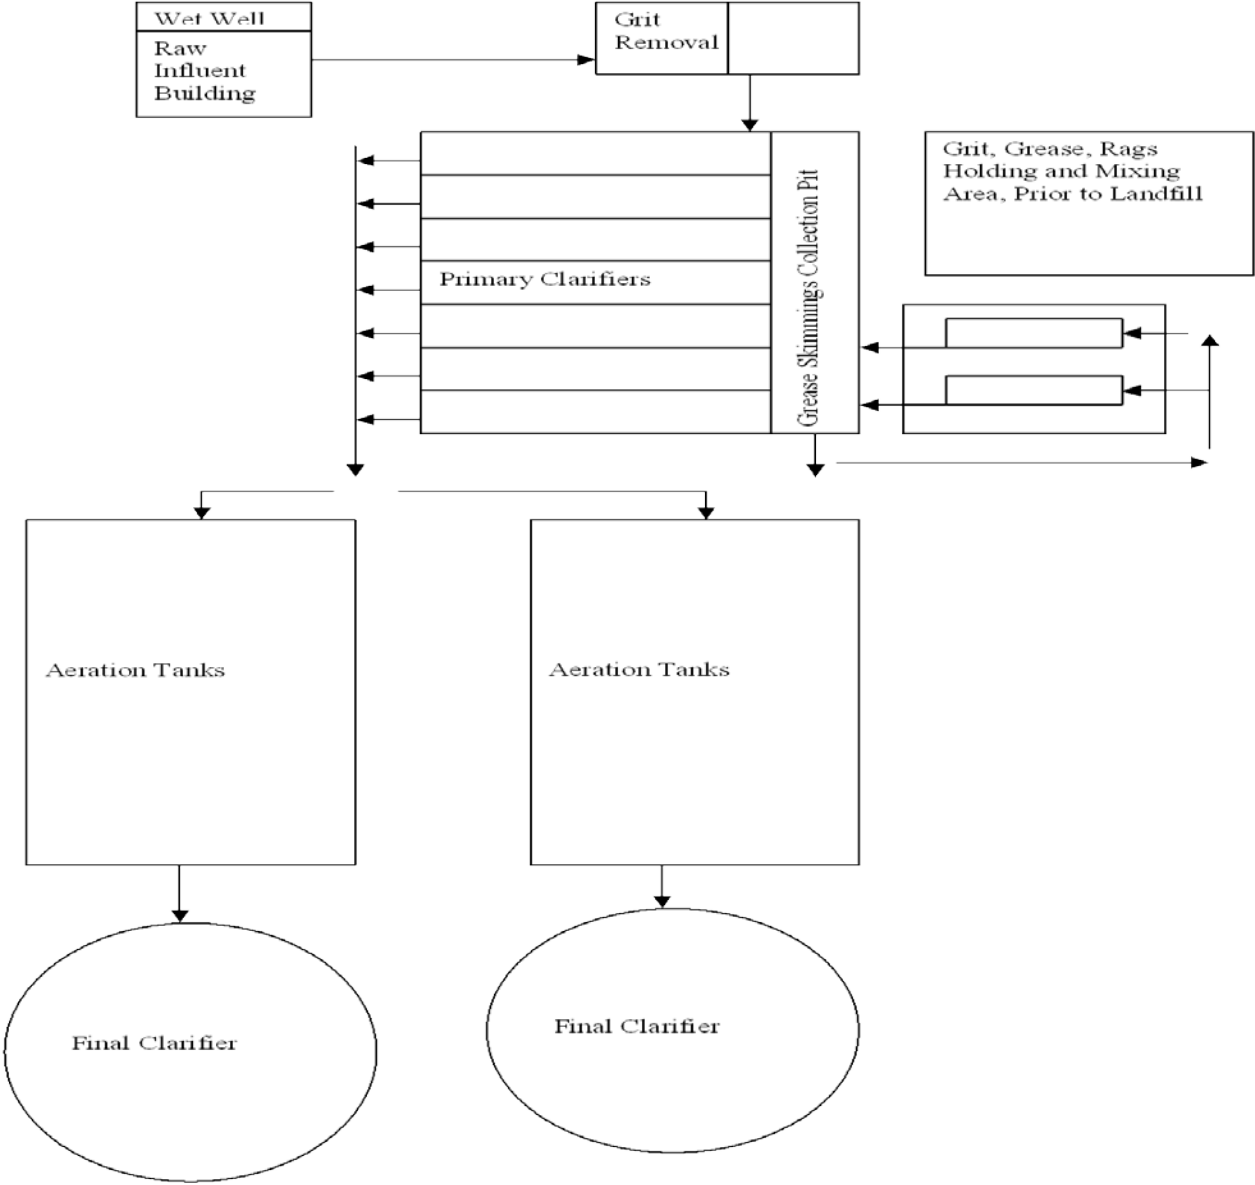 Wet Well
Raw
Influent
Building
Grit
Removal
Grit, Grease, Rags
Holding and Mixing
Area, Prior to Landfill
Primary Clarifiers
Grease Skimmings Collection Pit
Aeration Tanks
Aeration Tanks
Final Clarifier
Final Clarifier